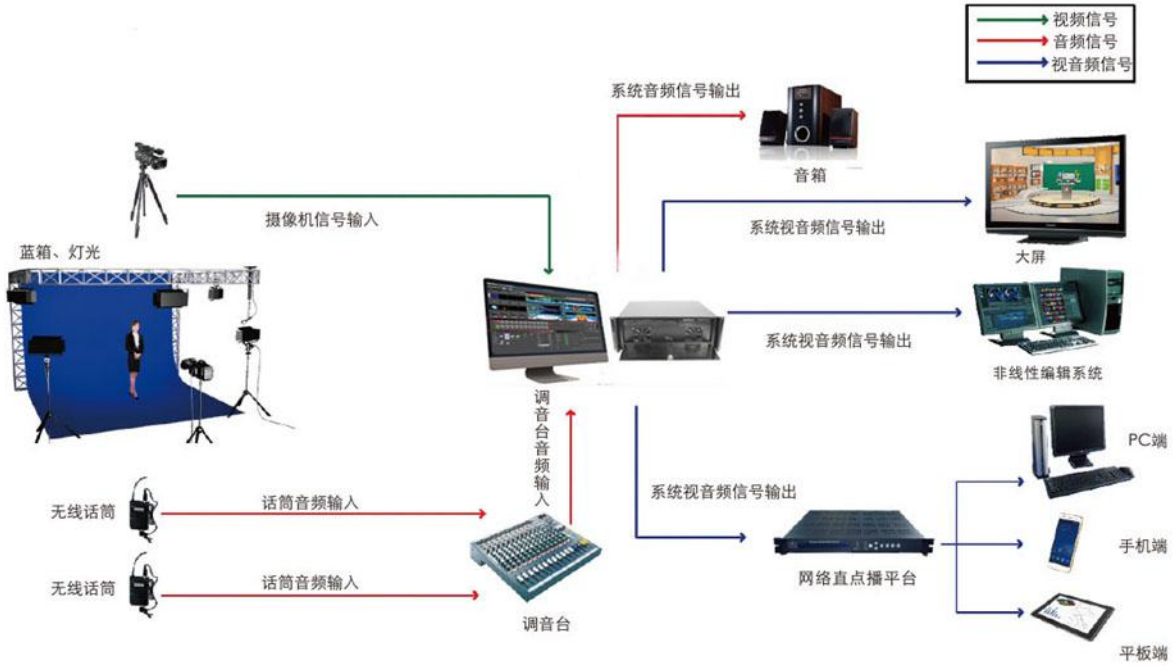 视频信号
音频信号
视音频信号
系统音频信号输出
音箱
摄像机信号输入
系统视音频信号输出
大屏
蓝箱、灯光
系统视音频信号输出
非线性编辑系统
调音台音频输入
PC端
系统视音频信号输出
无线话筒
话筒音频输入
手机端
网络直点播平台
无线话筒
话筒音频输入
调音台
平板端